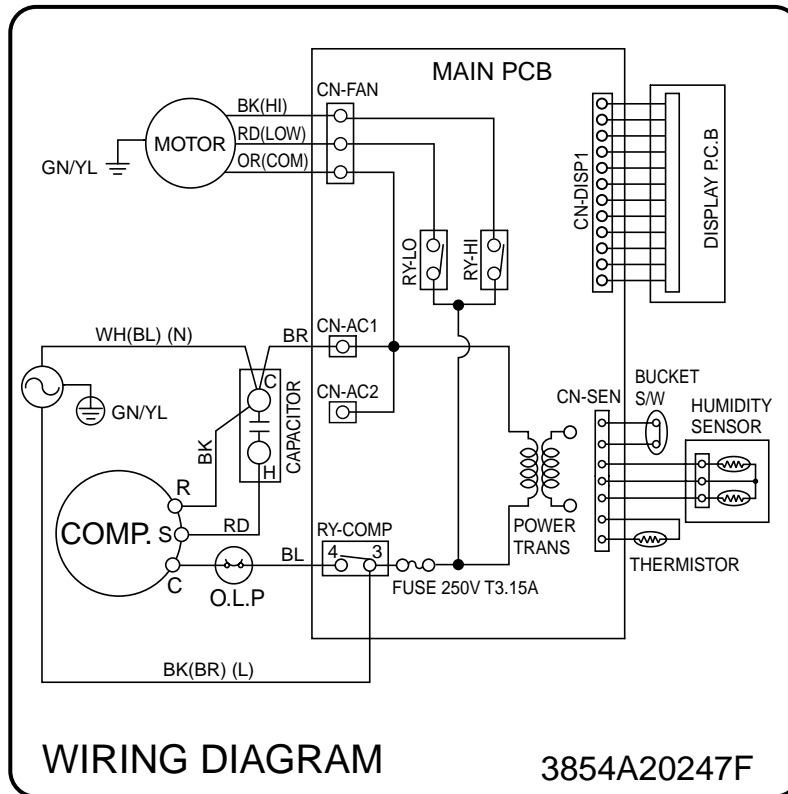 MAIN PCB
CN-FAN
BK(HI)
RD(LOW)
OR(COM)
MOTOR
GN/YL
CN-DISP1
DISPLAY P.C.B
RY-LO
RY-HI
WH(BL) (N)
BR
CN-AC1
CN-AC2
GN/YL
C
CAPACITOR
H
BK
CN-SEN
BUCKET
S/W
HUMIDITY
SENSOR
R
COMP.
S
RD
C
O.L.P
BL
RY-COMP
4 3
FUSE 250V T3.15A
POWER
TRANS
THERMISTOR
BK(BR) (L)
WIRING DIAGRAM
3854A20247F